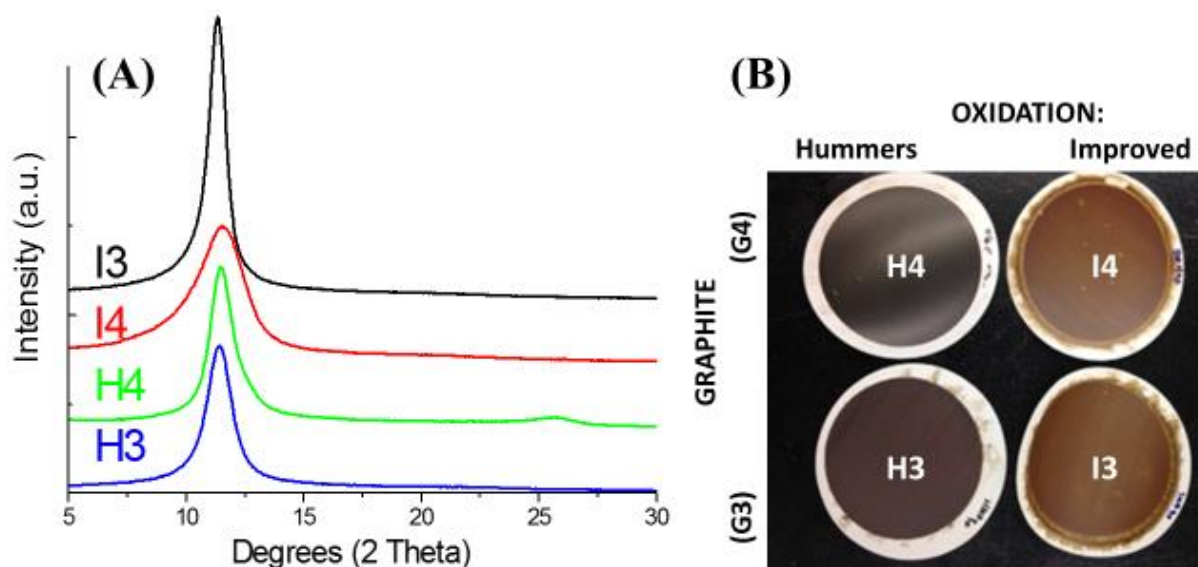 (A)
Intensity (a.u.)
I3
I4
H4
H3
5 10 15 20 25 30
Degrees (2 Theta)
(B)
OXIDATION:
Hummers Improved
GRAPHITE
(G4)
H4 I4
(G3)
H3 I3